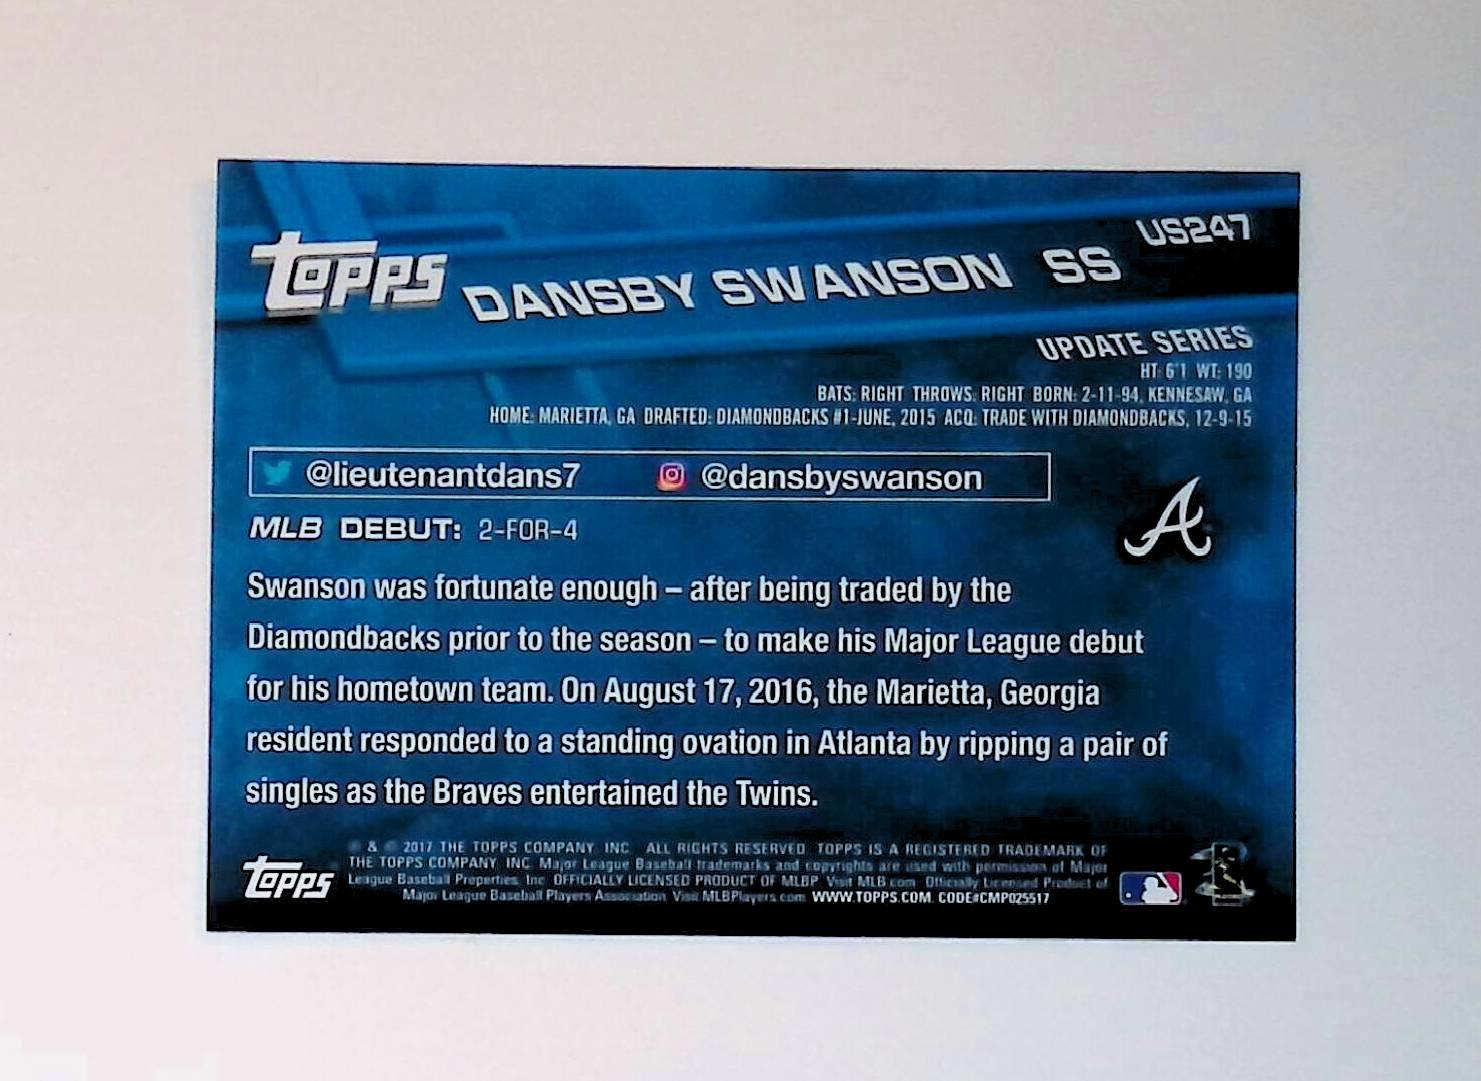 TOPPS DANSBY SWANSON SS US247
UPDATE SERIES
HT: 6'1 WT: 190
BATS: RIGHT THROWS: RIGHT BORN: 2-11-94, KENNESAW, GA
HOME: MARIETTA, GA DRAFTED: DIAMONDBACKS #1-JUNE, 2015 ACQ: TRADE WITH DIAMONDBACKS, 12-9-15
@lieutenantdans7 @dansbyswanson
MLB DEBUT: 2-FOR-4
A
Swanson was fortunate enough – after being traded by the
Diamondbacks prior to the season – to make his Major League debut
for his hometown team. On August 17, 2016, the Marietta, Georgia
resident responded to a standing ovation in Atlanta by ripping a pair of
singles as the Braves entertained the Twins.
® & © 2017 THE TOPPS COMPANY, INC. ALL RIGHTS RESERVED. TOPPS IS A REGISTERED TRADEMARK OF
THE TOPPS COMPANY, INC. Major League Baseball trademarks and copyrights are used with permission of Major
League Baseball Properties, Inc. OFFICIALLY LICENSED PRODUCT OF MLBP. Visit MLB.com. Officially Licensed Product of
Major League Baseball Players Association. Visit MLBPlayers.com. WWW.TOPPS.COM. CODE#CMP025517
TOPPS